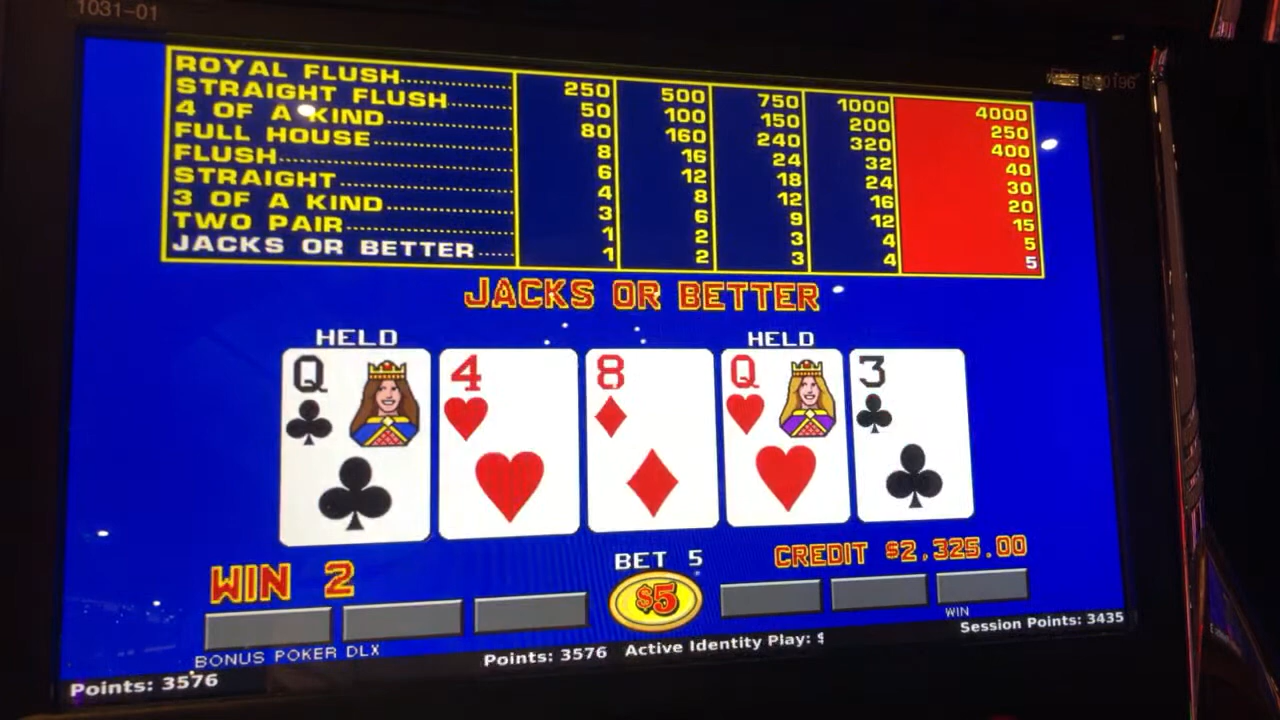 1031-01
ROYAL FLUSH 250 500 750 1000 4000
STRAIGHT FLUSH 50 100 150 200 250
4 OF A KIND 80 160 240 320 400
FULL HOUSE 8 16 24 32 40
FLUSH 6 12 18 24 30
STRAIGHT 4 8 12 16 20
3 OF A KIND 3 6 9 12 15
TWO PAIR 1 2 3 4 5
JACKS OR BETTER 1 2 3 4 5
JACKS OR BETTER
HELD HELD
Q 4 8 Q 3
WIN 2 BET 5 CREDIT $2,325.00
$5
WIN
BONUS POKER DLX Points: 3576 Active Identity Play: $ Session Points: 3435
Points: 3576